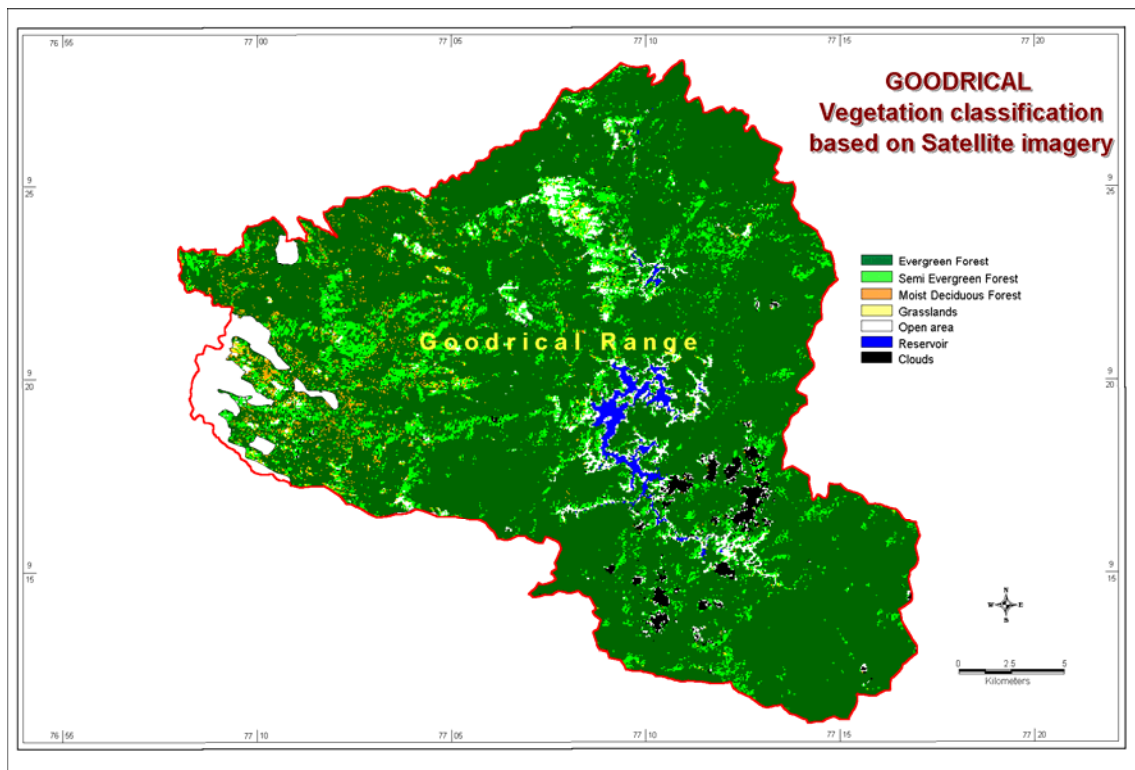 76 55
77 00
77 05
77 10
77 15
77 20
GOODRICAL
Vegetation classification
based on Satellite imagery
9
25
9
25
Evergreen Forest
Semi Evergreen Forest
Moist Deciduous Forest
Grasslands
Open area
Reservoir
Clouds
Goodrical Range
9
20
9
20
9
15
9
15
N
W E
S
0 2.5 5
Kilometers
76 55
77 10
77 05
77 10
77 15
77 20